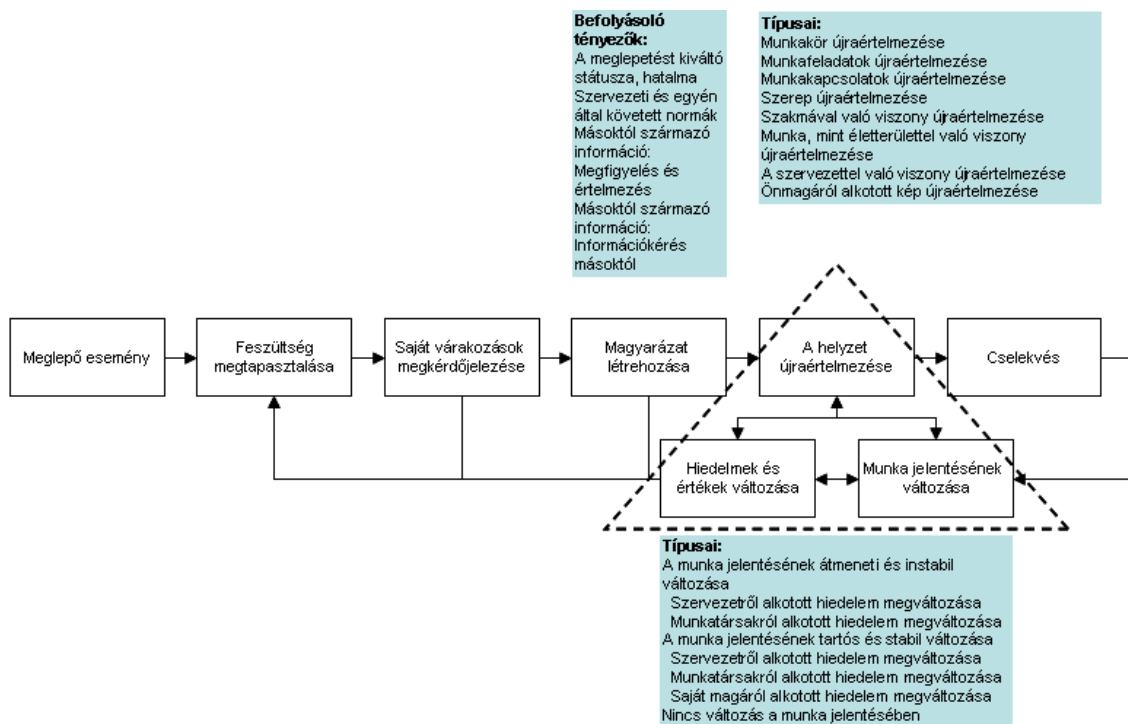 Befolyásoló
tényezők:
A meglepetést kiváltó
státusza, hatalma
Szervezeti és egyén
által követett normák
Másoktól származó
információ:
Megfigyelés és
értelmezés
Másoktól származó
információ:
Információkérés
másoktól
Típusai:
Munkakör újraértelmezése
Munkafeladatok újraértelmezése
Munkakapcsolatok újraértelmezése
Szerep újraértelmezése
Szakmával való viszony újraértelmezése
Munka, mint életterülettel való viszony
újraértelmezése
A szervezettel való viszony újraértelmezése
Önmagáról alkotott kép újraértelmezése
Meglepő esemény
Feszültség
megtapasztalása
Saját várakozások
megkérdőjelezése
Magyarázat
létrehozása
A helyzet
újraértelmezése
Cselekvés
Hiedelmek és
értékek változása
Munka jelentésének
változása
Típusai:
A munka jelentésének átmeneti és instabil
változása
Szervezetről alkotott hiedelem megváltozása
Munkatársakról alkotott hiedelem megváltozása
A munka jelentésének tartós és stabil változása
Szervezetről alkotott hiedelem megváltozása
Munkatársakról alkotott hiedelem megváltozása
Saját magáról alkotott hiedelem megváltozása
Nincs változás a munka jelentésében